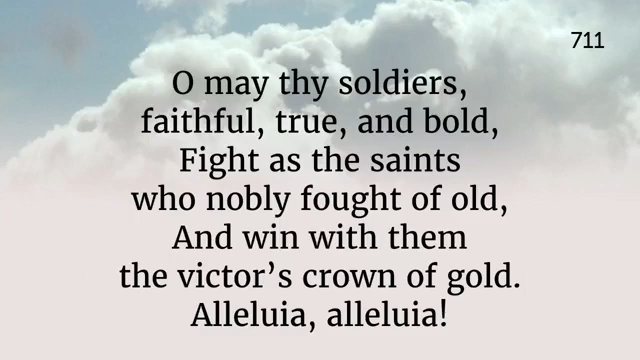 711
O may thy soldiers,
faithful, true, and bold,
Fight as the saints
who nobly fought of old,
And win with them
the victor’s crown of gold.
Alleluia, alleluia!